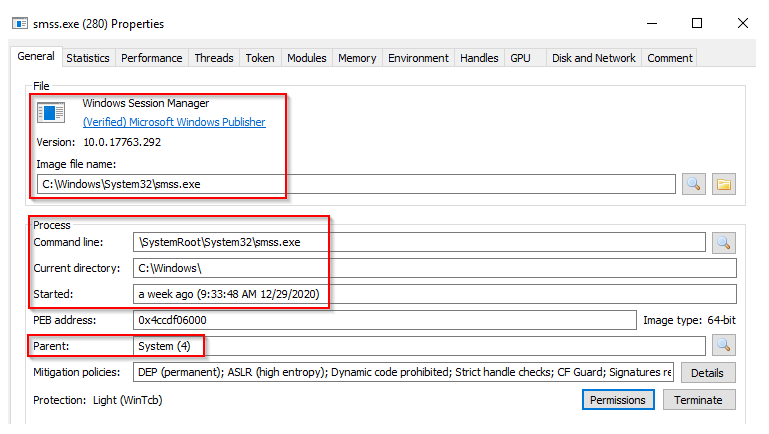 smss.exe (280) Properties
General Statistics Performance Threads Token Modules Memory Environment Handles GPU Disk and Network Comment
File
Windows Session Manager
(Verified) Microsoft Windows Publisher
Version: 10.0.17763.292
Image file name:
C:\Windows\System32\smss.exe
Process
Command line: \SystemRoot\System32\smss.exe
Current directory: C:\Windows\
Started: a week ago (9:33:48 AM 12/29/2020)
PEB address: 0x4ccdf06000 Image type: 64-bit
Parent: System (4)
Mitigation policies: DEP (permanent); ASLR (high entropy); Dynamic code prohibited; Strict handle checks; CF Guard; Signatures re Details
Protection: Light (WinTcb) Permissions Terminate